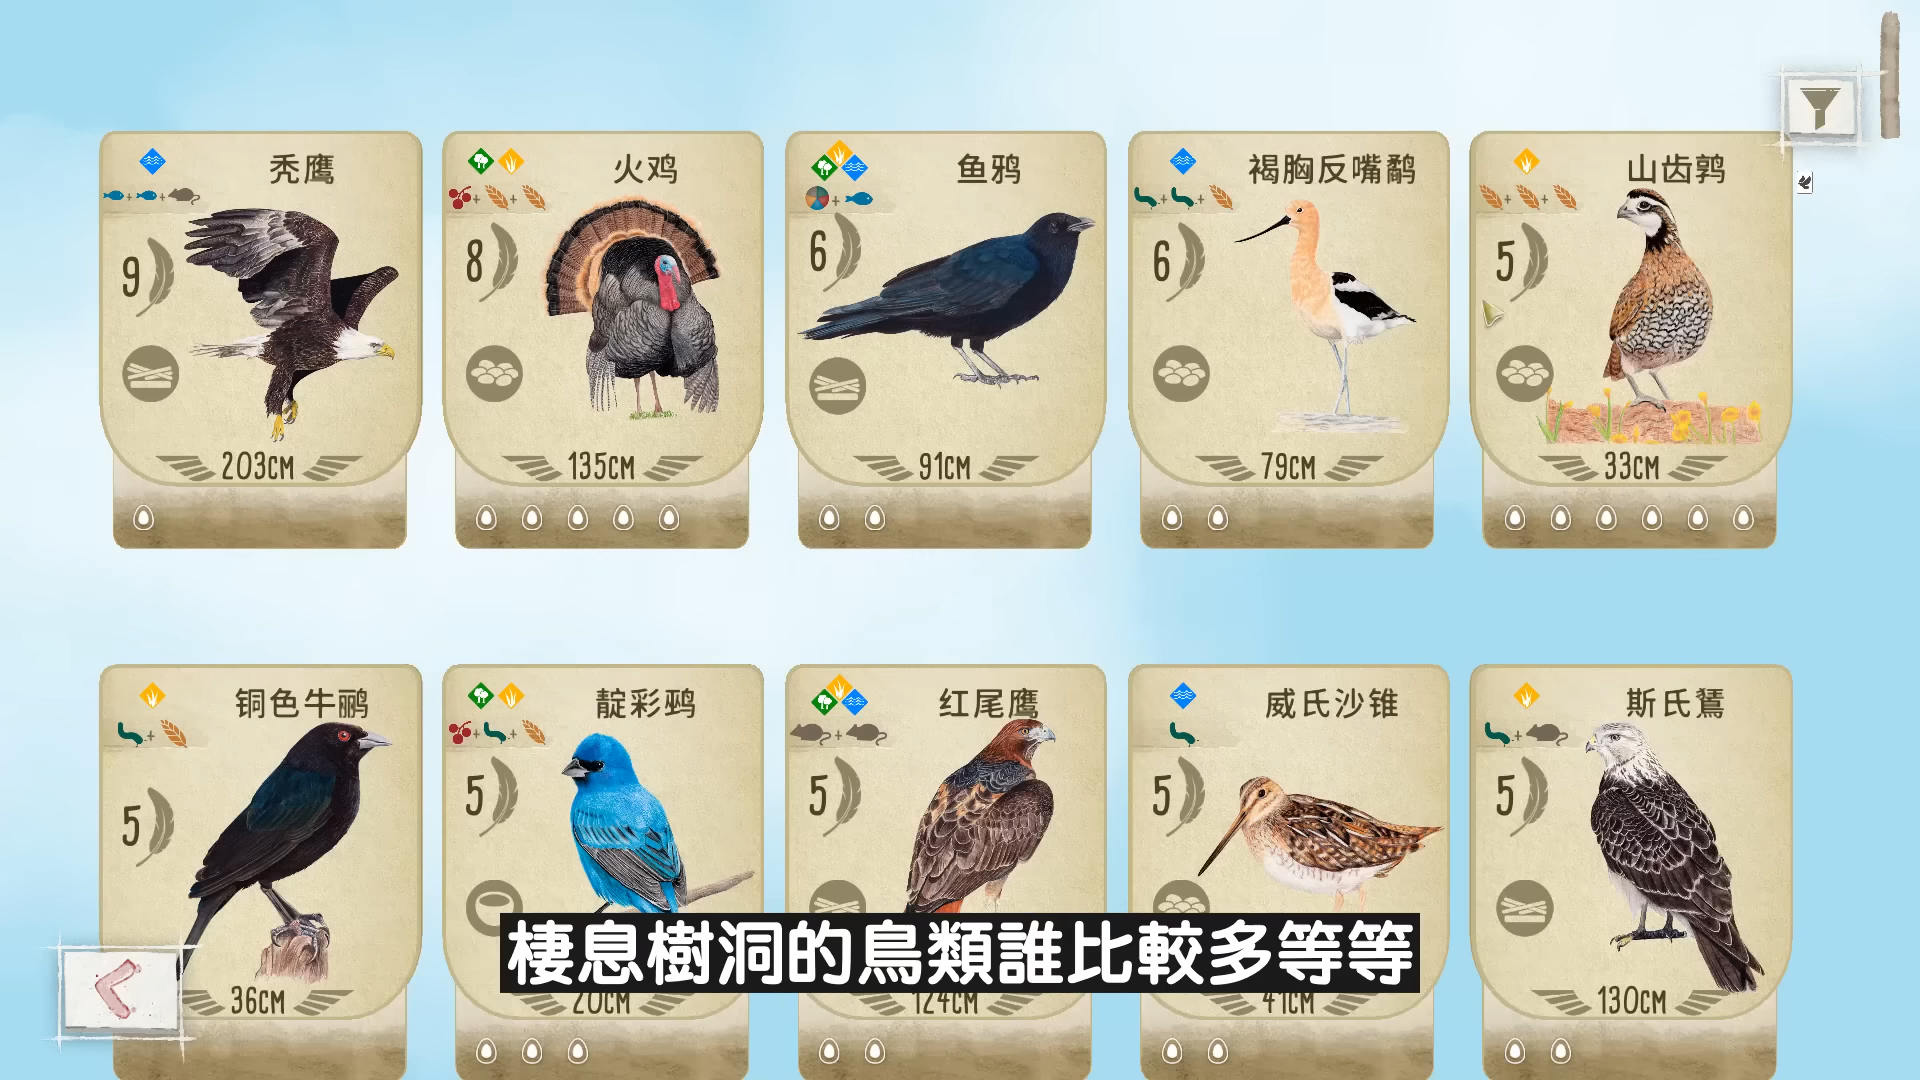 秃鹰
9
203CM
火鸡
8
135CM
鱼鸦
6
91CM
褐胸反嘴鹬
6
79CM
山齿鹑
5
33CM
铜色牛鹂
5
36CM
靛彩鹀
5
20CM
红尾鹰
5
124CM
威氏沙锥
5
41CM
斯氏鵟
5
130CM
棲息樹洞的鳥類誰比較多等等